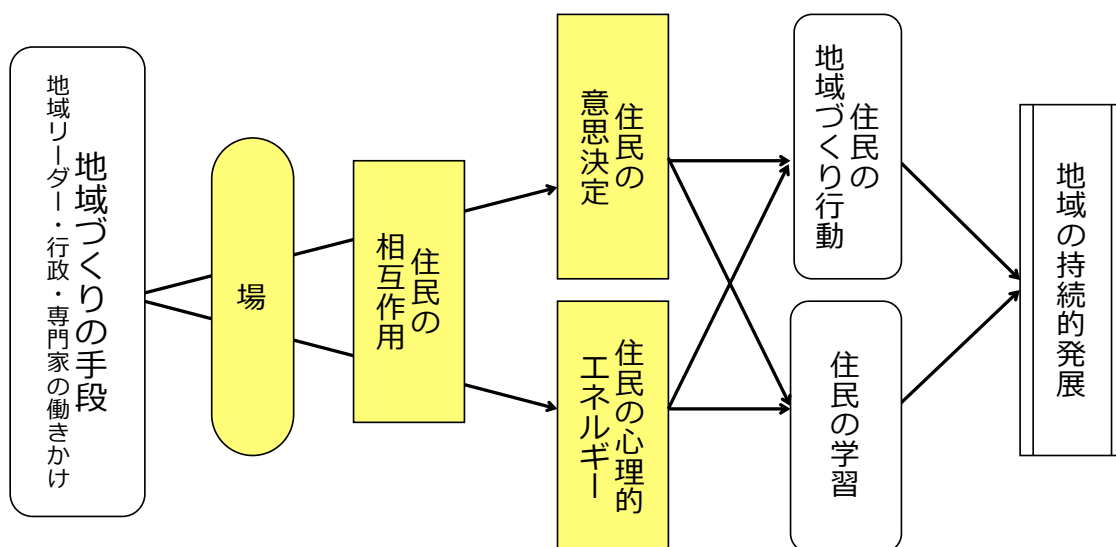 地域づくりの手段
地域リーダー・行政・専門家の働きかけ
場
住民の
相互作用
住民の
意思決定
住民の心理的
エネルギー
住民の
地域づくり行動
住民の学習
地域の持続的発展